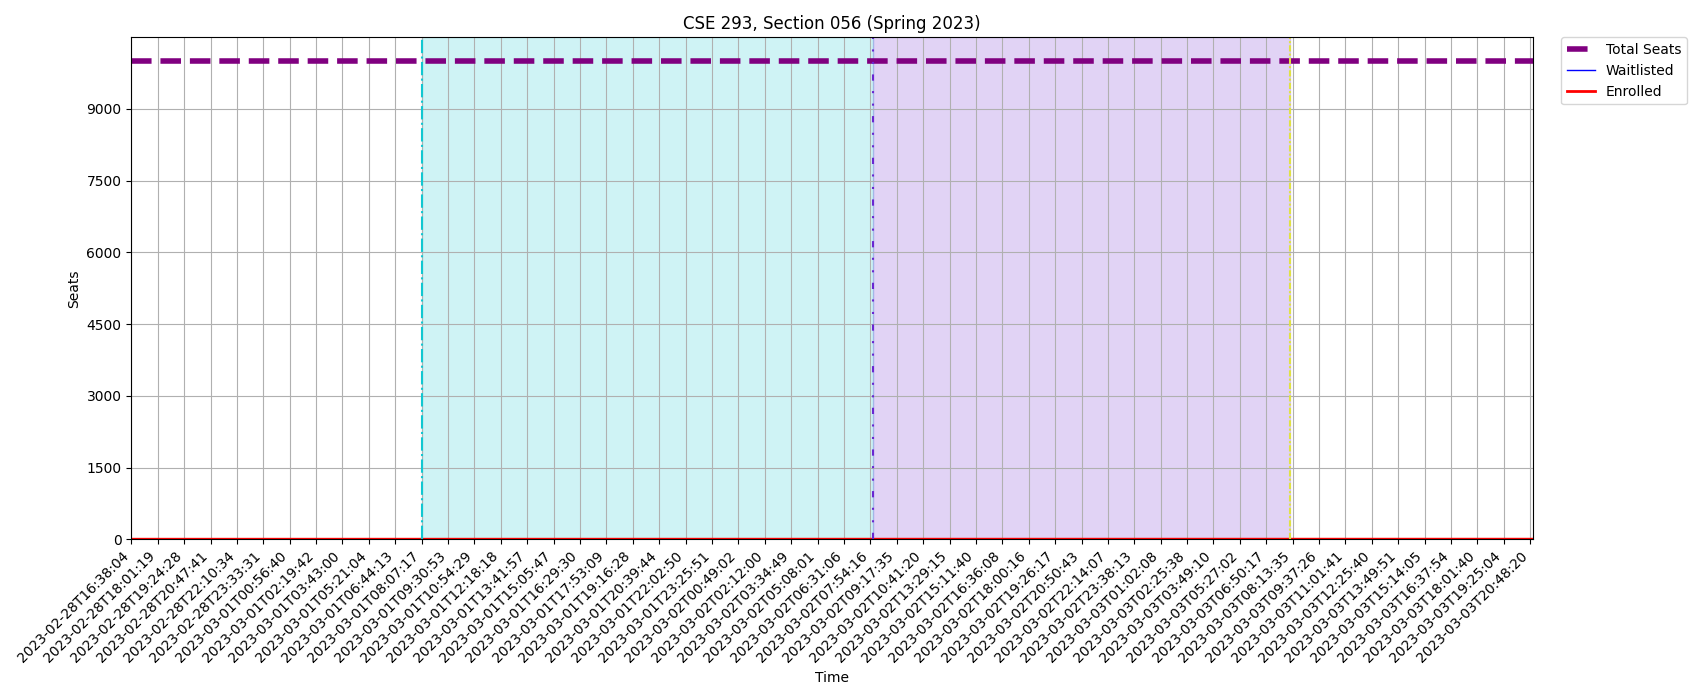 CSE 293, Section 056 (Spring 2023)
Total Seats
Waitlisted
Enrolled
9000
7500
6000
4500
3000
1500
0
Seats
2023-02-28T16:38:04
2023-02-28T18:01:19
2023-02-28T19:24:28
2023-02-28T20:47:41
2023-02-28T22:10:34
2023-02-28T23:33:31
2023-03-01T00:56:40
2023-03-01T02:19:42
2023-03-01T03:43:00
2023-03-01T05:21:04
2023-03-01T06:44:13
2023-03-01T08:07:17
2023-03-01T09:30:53
2023-03-01T10:54:29
2023-03-01T12:18:18
2023-03-01T13:41:57
2023-03-01T15:05:47
2023-03-01T16:29:30
2023-03-01T17:53:09
2023-03-01T19:16:28
2023-03-01T20:39:44
2023-03-01T22:02:50
2023-03-01T23:25:51
2023-03-02T00:49:02
2023-03-02T02:12:00
2023-03-02T03:34:49
2023-03-02T05:08:01
2023-03-02T06:31:06
2023-03-02T07:54:16
2023-03-02T09:17:35
2023-03-02T10:41:20
2023-03-02T13:29:15
2023-03-02T15:11:40
2023-03-02T16:36:08
2023-03-02T18:00:16
2023-03-02T19:26:17
2023-03-02T20:50:43
2023-03-02T22:14:07
2023-03-02T23:38:13
2023-03-03T01:02:08
2023-03-03T02:25:38
2023-03-03T03:49:10
2023-03-03T05:27:02
2023-03-03T06:50:17
2023-03-03T08:13:35
2023-03-03T09:37:26
2023-03-03T11:01:41
2023-03-03T12:25:40
2023-03-03T13:49:51
2023-03-03T15:14:05
2023-03-03T16:37:54
2023-03-03T18:01:40
2023-03-03T19:25:04
2023-03-03T20:48:20
Time